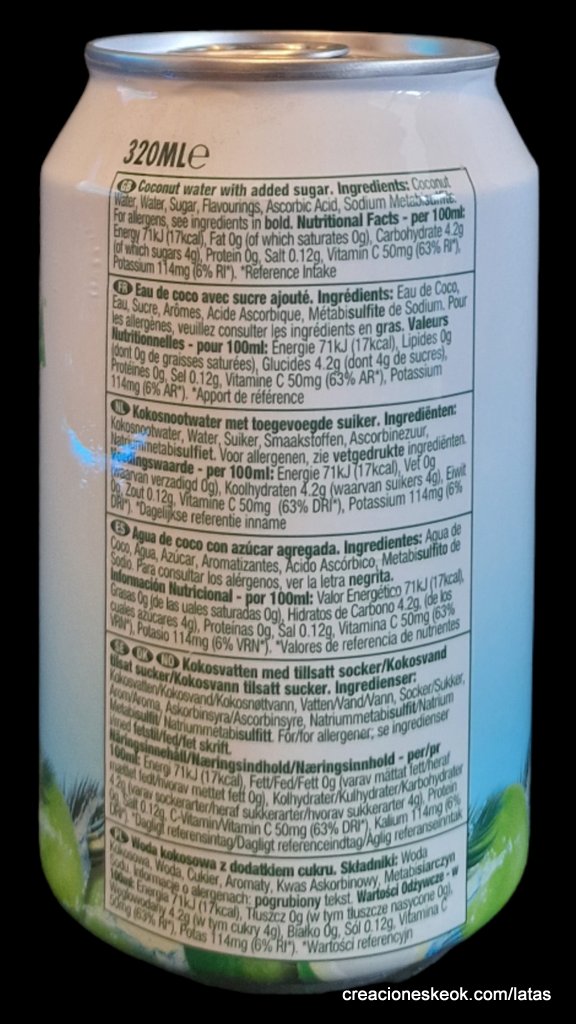 320MLe
GB Coconut water with added sugar. Ingredients: Coconut
Water, Water, Sugar, Flavourings, Ascorbic Acid, Sodium Metabisulfite.
For allergens, see ingredients in bold. Nutritional Facts - per 100ml:
Energy 71kJ (17kcal), Fat 0g (of which saturates 0g), Carbohydrate 4.2g
(of which sugars 4g), Protein 0g, Salt 0.12g, Vitamin C 50mg (63% RI*),
Potassium 114mg (6% RI*). *Reference Intake
FR Eau de coco avec sucre ajouté. Ingrédients: Eau de Coco,
Eau, Sucre, Arômes, Acide Ascorbique, Métabisulfite de Sodium. Pour
les allergènes, veuillez consulter les ingrédients en gras. Valeurs
Nutritionnelles - pour 100ml: Énergie 71kJ (17kcal), Lipides 0g
(dont 0g de graisses saturées), Glucides 4.2g (dont 4g de sucres),
Protéines 0g, Sel 0.12g, Vitamine C 50mg (63% AR*), Potassium
114mg (6% AR*). *Apport de référence
NL Kokosnootwater met toegevoegde suiker. Ingrediënten:
Kokosnootwater, Water, Suiker, Smaakstoffen, Ascorbinezuur,
Natriummetabisulfiet. Voor allergenen, zie vetgedrukte ingrediënten.
Voedingswaarde - per 100ml: Energie 71kJ (17kcal), Vet 0g
(waarvan verzadigd 0g), Koolhydraten 4.2g (waarvan suikers 4g), Eiwit
0g, Zout 0.12g, Vitamine C 50mg (63% DRI*), Potassium 114mg (6%
DRI*). *Dagelijkse referentie inname
ES Agua de coco con azúcar agregada. Ingredientes: Agua de
Coco, Agua, Azúcar, Aromatizantes, Ácido Ascórbico, Metabisulfito de
Sodio. Para consultar los alérgenos, ver la letra negrita.
Información Nutricional - por 100ml: Valor Energético 71kJ (17kcal),
Grasas 0g (de las uales saturadas 0g), Hidratos de Carbono 4.2g, (de los
cuales azúcares 4g), Proteínas 0g, Sal 0.12g, Vitamina C 50mg (63%
VRN*), Potasio 114mg (6% VRN*). *Valores de referencia de nutrientes
SE DK NO Kokosvatten med tillsatt socker/Kokosvand
tilsat sucker/Kokosvann tilsatt sucker. Ingredienser:
Kokosvatten/Kokosvand/Kokosnøttvann, Vatten/Vand/Vann, Socker/Sukker,
Arom/Aroma, Askorbinsyra/Ascorbinsyre, Natriummetabisulfit/Natrium
Metabisulfit/ Natriummetabisulfitt. För/for allergener; se ingredienser
i/med fetstil/fed/fet skrift.
Näringsinnehåll/Næringsindhold/Næringsinnhold - per/pr
100ml: Energi 71kJ (17kcal), Fett/Fed/Fett 0g (varav mättat fett/heraf
mættet fedt/hvorav mettet fett 0g), Kolhydrater/Kulhydrater/Karbohydrater
4.2g (varav sockerarter/heraf sukkerarter/hvorav sukkerarter 4g), Protein
0g, Salt 0.12g, C-Vitamin/Vitamin C 50mg (63% DRI*), Kalium 114mg (6%
DRI*). *Dagligt referensintag/Dagligt referenceindtag/Aglig referanseinntak
PL Woda kokosowa z dodatkiem cukru. Składniki: Woda
Kokosowa, Woda, Cukier, Aromaty, Kwas Askorbinowy, Metabisiarczyn
Sodu. Informacje o alergenach: pogrubiony tekst. Wartości Odżywcze - w
100ml: Energia 71kJ (17kcal), Tłuszcz 0g (w tym tłuszcze nasycone 0g),
Węglowodany 4.2g (w tym cukry 4g), Białko 0g, Sól 0.12g, Vitamina C
50mg (63% RI*), Potas 114mg (6% RI*). *Wartości referencyjn
creacioneskeok.com/latas